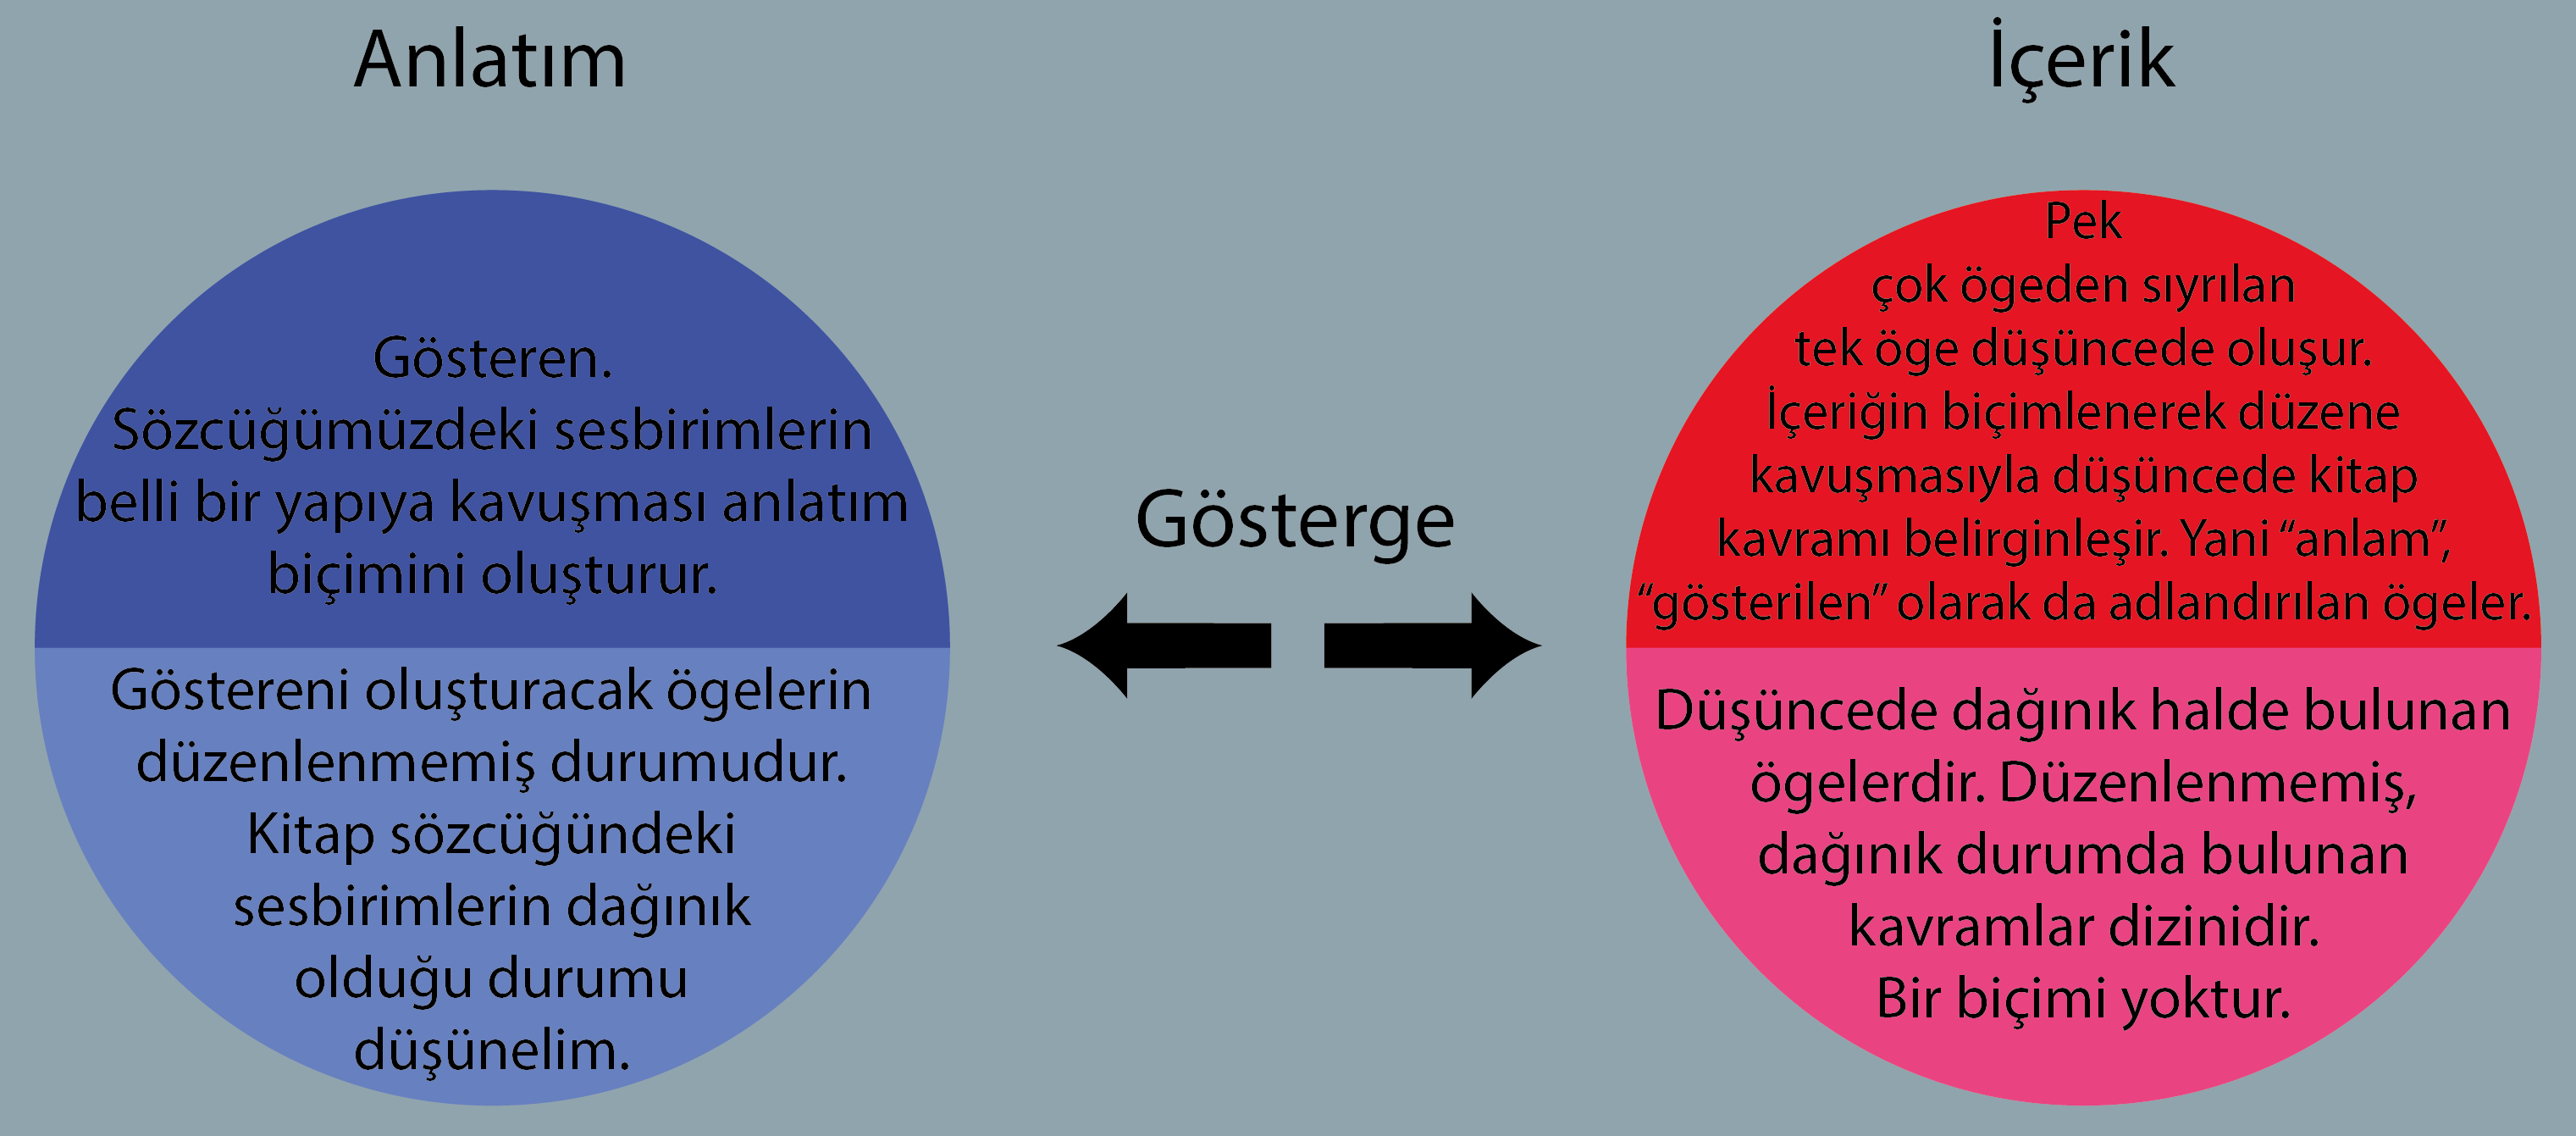 Anlatım
Gösteren.
Sözcüğümüzdeki sesbirimlerin
belli bir yapıya kavuşması anlatım
biçimini oluşturur.
Göstereni oluşturacak ögelerin
düzenlenmemiş durumudur.
Kitap sözcüğündeki
sesbirimlerin dağınık
olduğu durumu
düşünelim.
Gösterge
İçerik
Pek
çok ögeden sıyrılan
tek öge düşüncede oluşur.
İçeriğin biçimlenerek düzene
kavuşmasıyla düşüncede kitap
kavramı belirginleşir. Yani “anlam”,
“gösterilen” olarak da adlandırılan ögeler.
Düşüncede dağınık halde bulunan
ögelerdir. Düzenlenmemiş,
dağınık durumda bulunan
kavramlar dizinidir.
Bir biçimi yoktur.